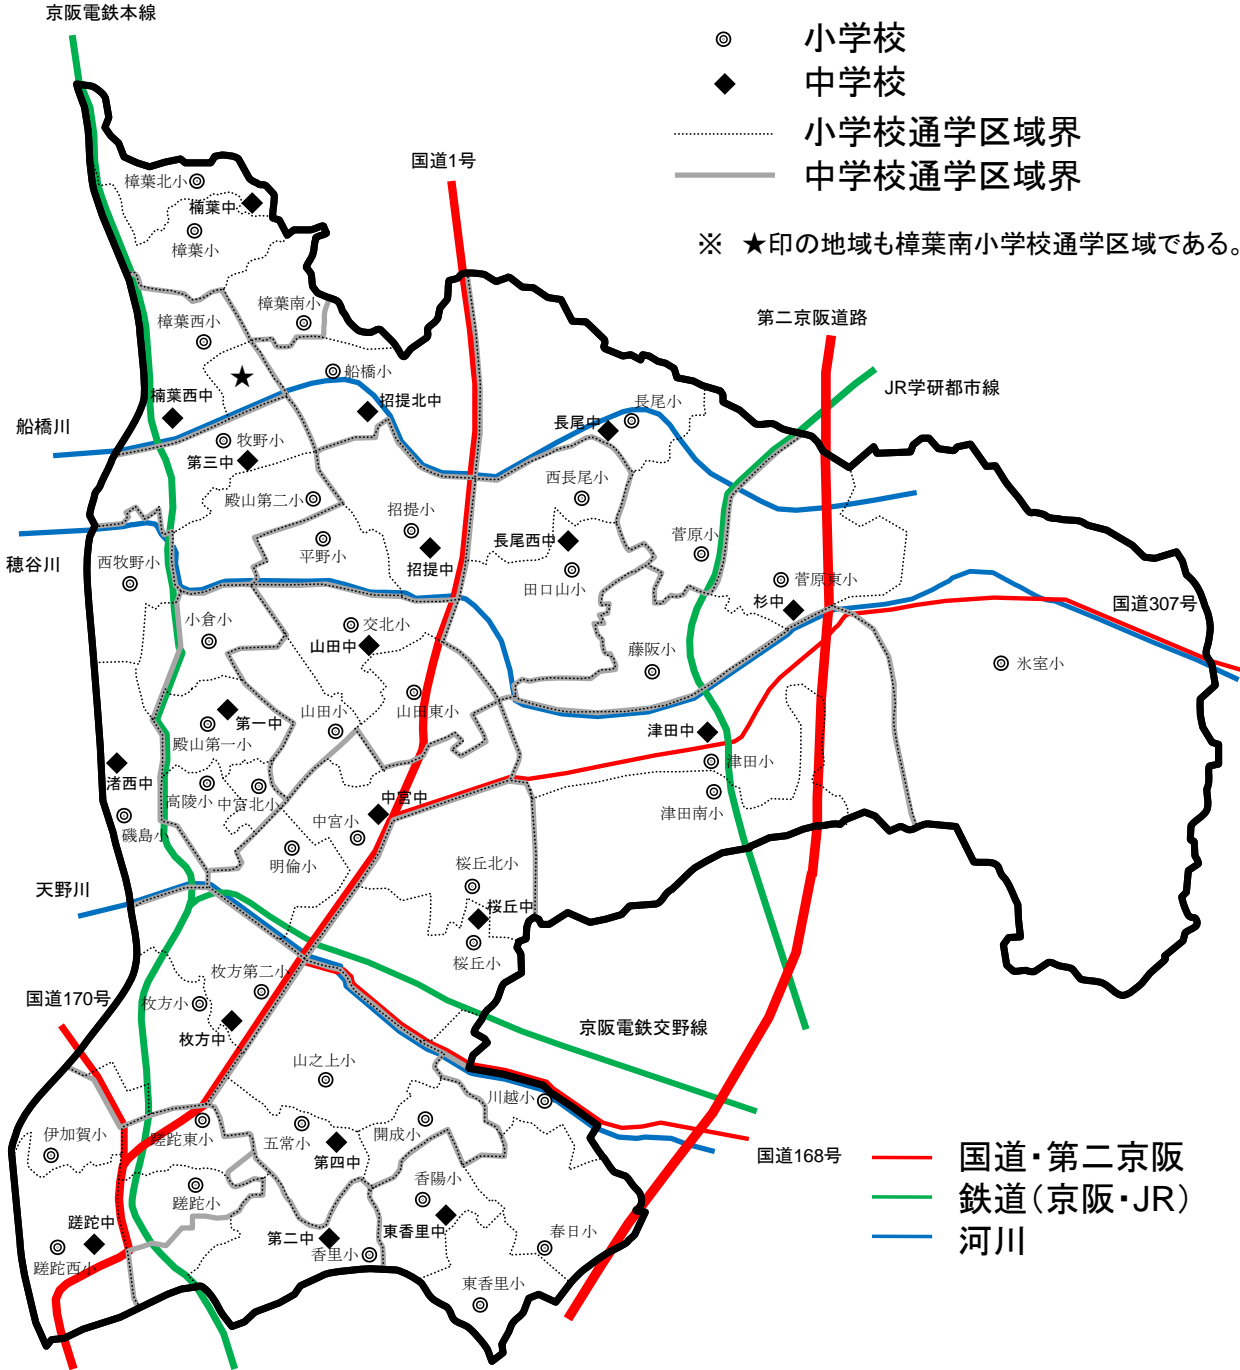 京阪電鉄本線
小学校
中学校
小学校通学区域界
中学校通学区域界
※ ★印の地域も樟葉南小学校通学区域である。
国道1号
樟葉北小
楠葉中
樟葉小
樟葉南小
樟葉西小
第二京阪道路
JR学研都市線
船橋小
招提北中
楠葉西中
船橋川
牧野小
第三中
長尾中
長尾小
西長尾小
殿山第二小
招提小
招提中
平野小
長尾西中
田口山小
菅原小
菅原東小
杉中
穂谷川
西牧野小
国道307号
小倉小
交北小
山田中
藤阪小
氷室小
山田東小
山田小
第一中
殿山第一小
津田中
津田小
津田南小
渚西中
高陵小
中宮北小
中宮中
中宮小
磯島小
明倫小
桜丘北小
桜丘中
桜丘小
天野川
枚方第二小
枚方小
枚方中
国道170号
京阪電鉄交野線
山之上小
川越小
開成小
五常小
第四中
蹉跎東小
伊加賀小
国道168号
国道・第二京阪
鉄道(京阪・JR)
河川
蹉跎小
香陽小
東香里中
蹉跎中
蹉跎西小
第二中
香里小
春日小
東香里小